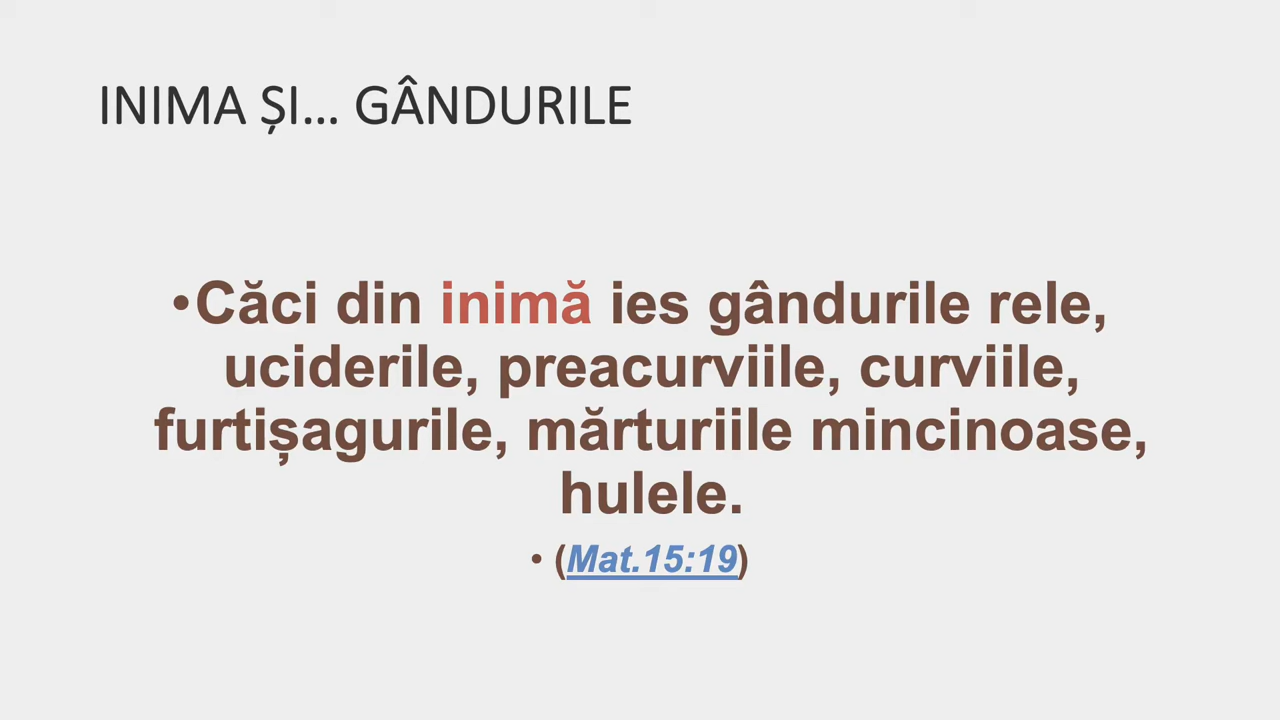 INIMA ȘI... GÂNDURILE
•Căci din inimă ies gândurile rele,
uciderile, preacurviile, curviile,
furtișagurile, mărturiile mincinoase,
hulele.
• (Mat.15:19)